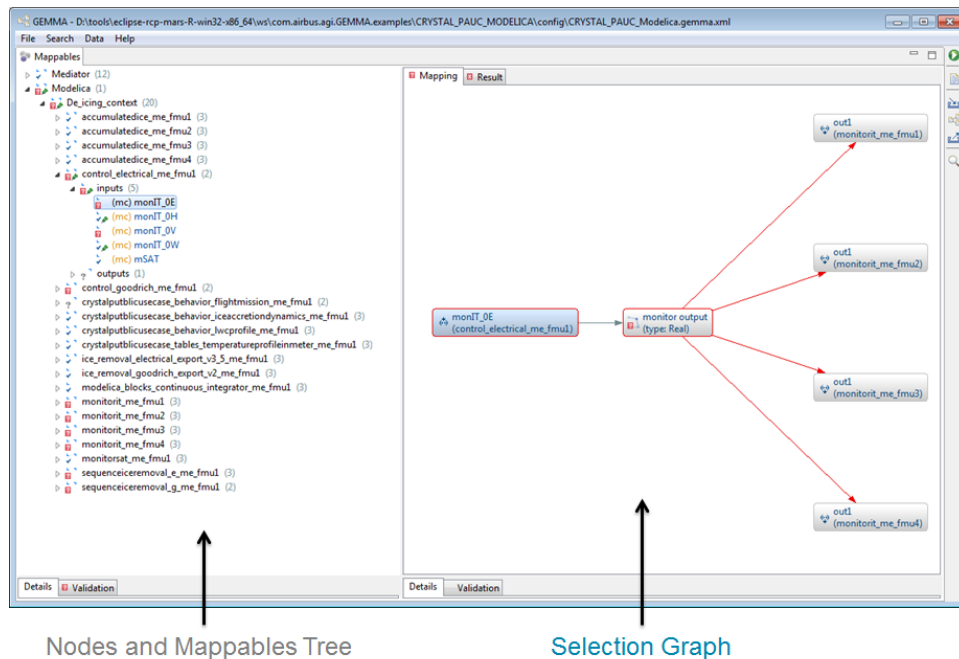 GEMMA - D:\tools\eclipse-rcp-mars-R-win32-x86_64\ws\com.airbus.agi.GEMMA.examples\CRYSTAL_PAUC_MODELICA\config\CRYSTAL_PAUC_Modelica.gemma.xml
File Search Data Help
Mappables
Mediator (12)
Modelica (1)
De_icing_context (20)
accumulatedice_me_fmu1 (3)
accumulatedice_me_fmu2 (3)
accumulatedice_me_fmu3 (3)
accumulatedice_me_fmu4 (3)
control_electrical_me_fmu1 (2)
inputs (5)
(mc) monIT_0E
(mc) monIT_0H
(mc) monIT_0V
(mc) monIT_0W
(mc) mSAT
outputs (1)
control_goodrich_me_fmu1 (2)
crystalputblicusecase_behavior_flightmission_me_fmu1 (2)
crystalputblicusecase_behavior_iceaccretiondynamics_me_fmu1 (3)
crystalputblicusecase_behavior_lwcprofile_me_fmu1 (3)
crystalputblicusecase_tables_temperatureprofileinmeter_me_fmu1 (3)
ice_removal_electrical_export_v3_5_me_fmu1 (3)
ice_removal_goodrich_export_v2_me_fmu1 (3)
modelica_blocks_continuous_integrator_me_fmu1 (3)
monitorit_me_fmu1 (3)
monitorit_me_fmu2 (3)
monitorit_me_fmu3 (3)
monitorit_me_fmu4 (3)
monitorsat_me_fmu1 (3)
sequenceiceremoval_e_me_fmu1 (3)
sequenceiceremoval_g_me_fmu1 (2)
Details Validation
Mapping Result
out1
(monitorit_me_fmu1)
out1
(monitorit_me_fmu2)
monIT_0E
(control_electrical_me_fmu1)
monitor output
(type: Real)
out1
(monitorit_me_fmu3)
out1
(monitorit_me_fmu4)
Details Validation
Nodes and Mappables Tree
Selection Graph